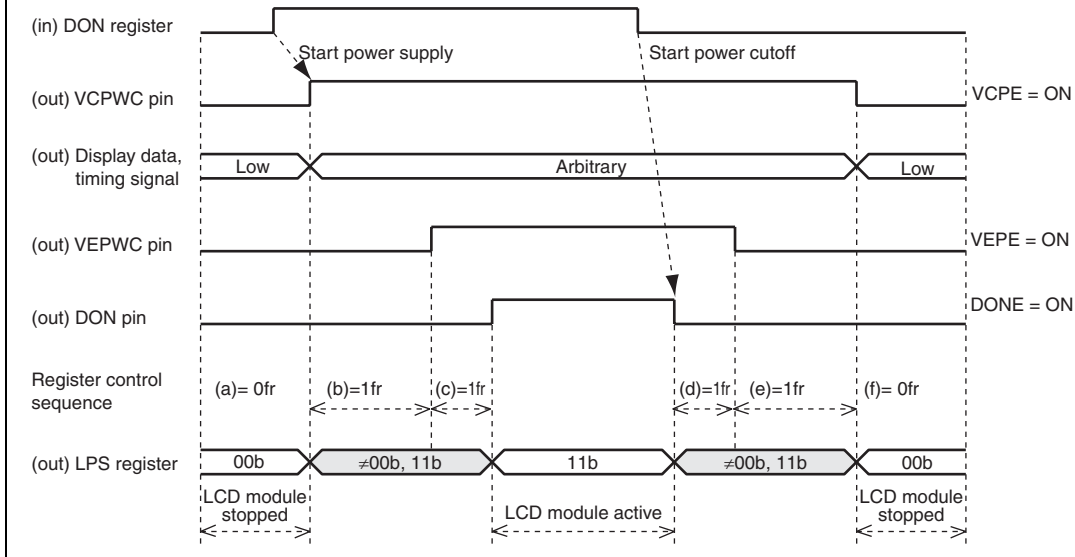 (in) DON register
Start power supply
Start power cutoff
(out) VCPWC pin
VCPE = ON
(out) Display data,
timing signal
Low
Arbitrary
Low
(out) VEPWC pin
VEPE = ON
(out) DON pin
DONE = ON
Register control
sequence
(a)= 0fr
(b)=1fr
(c)=1fr
(d)=1fr
(e)=1fr
(f)= 0fr
(out) LPS register
00b
≠00b, 11b
11b
≠00b, 11b
00b
LCD module
stopped
LCD module active
LCD module
stopped